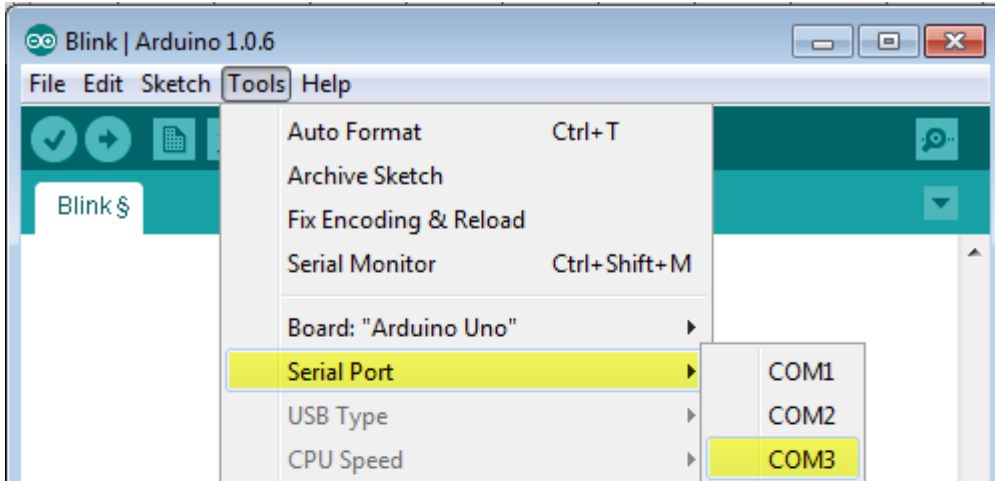 Blink | Arduino 1.0.6
File Edit Sketch Tools Help
Auto Format Ctrl+T
Archive Sketch
Blink §
Fix Encoding & Reload
Serial Monitor Ctrl+Shift+M
Board: "Arduino Uno"
Serial Port COM1
USB Type COM2
CPU Speed COM3